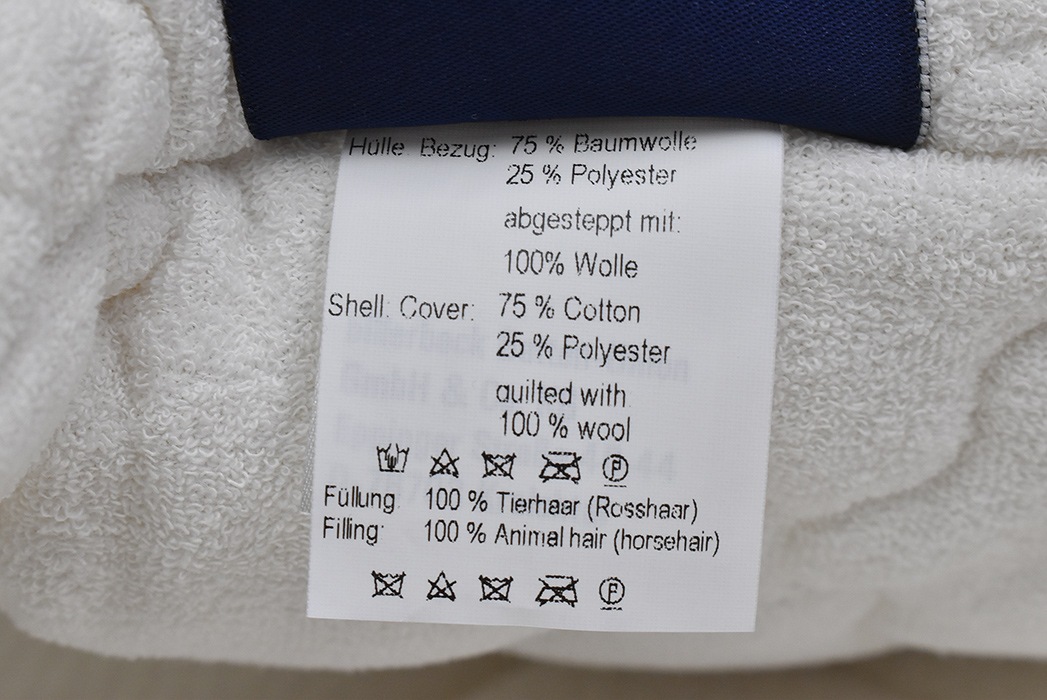 Hülle: Bezug: 75 % Baumwolle
25 % Polyester
abgesteppt mit:
100% Wolle
Shell: Cover: 75 % Cotton
25 % Polyester
quilted with
100 % wool
P
Füllung: 100 % Tierhaar (Rosshaar)
Filling: 100 % Animal hair (horsehair)
P